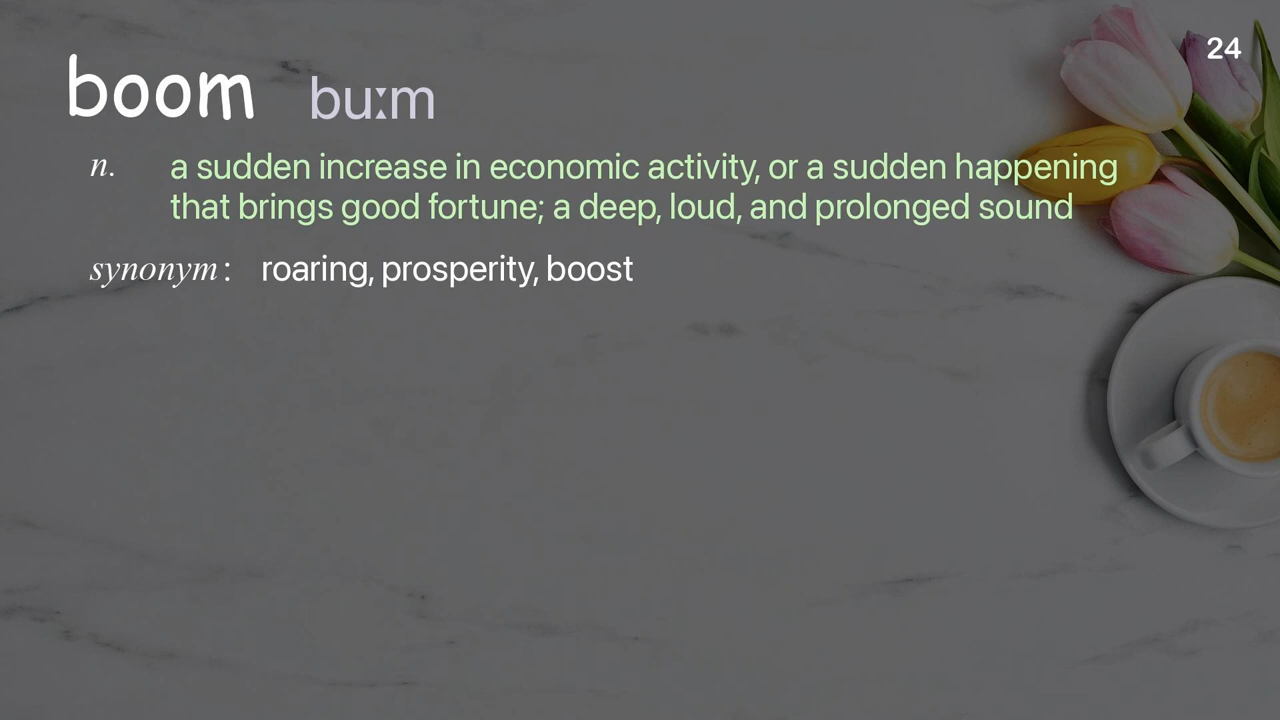 24
boom buːm
n. a sudden increase in economic activity, or a sudden happening
that brings good fortune; a deep, loud, and prolonged sound
synonym : roaring, prosperity, boost